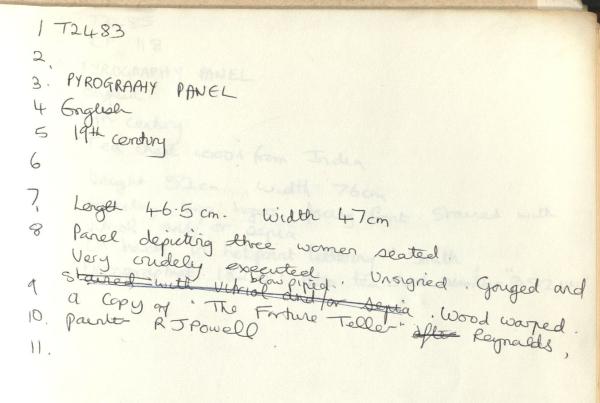 1 T2483
2.
3. PYROGRAAHY PANEL
4 English
5 19th century
6
7, Length 46.5 cm. Width 47cm
8 Panel depicting three women seated
Very crudely executed. Unsigned. Gouged and
blowpiped.
9 stained with vitriol and/or sepia. Wood warped.
a copy of "The Fortune Teller" after Reynolds,
10. painter R J Powell
11.